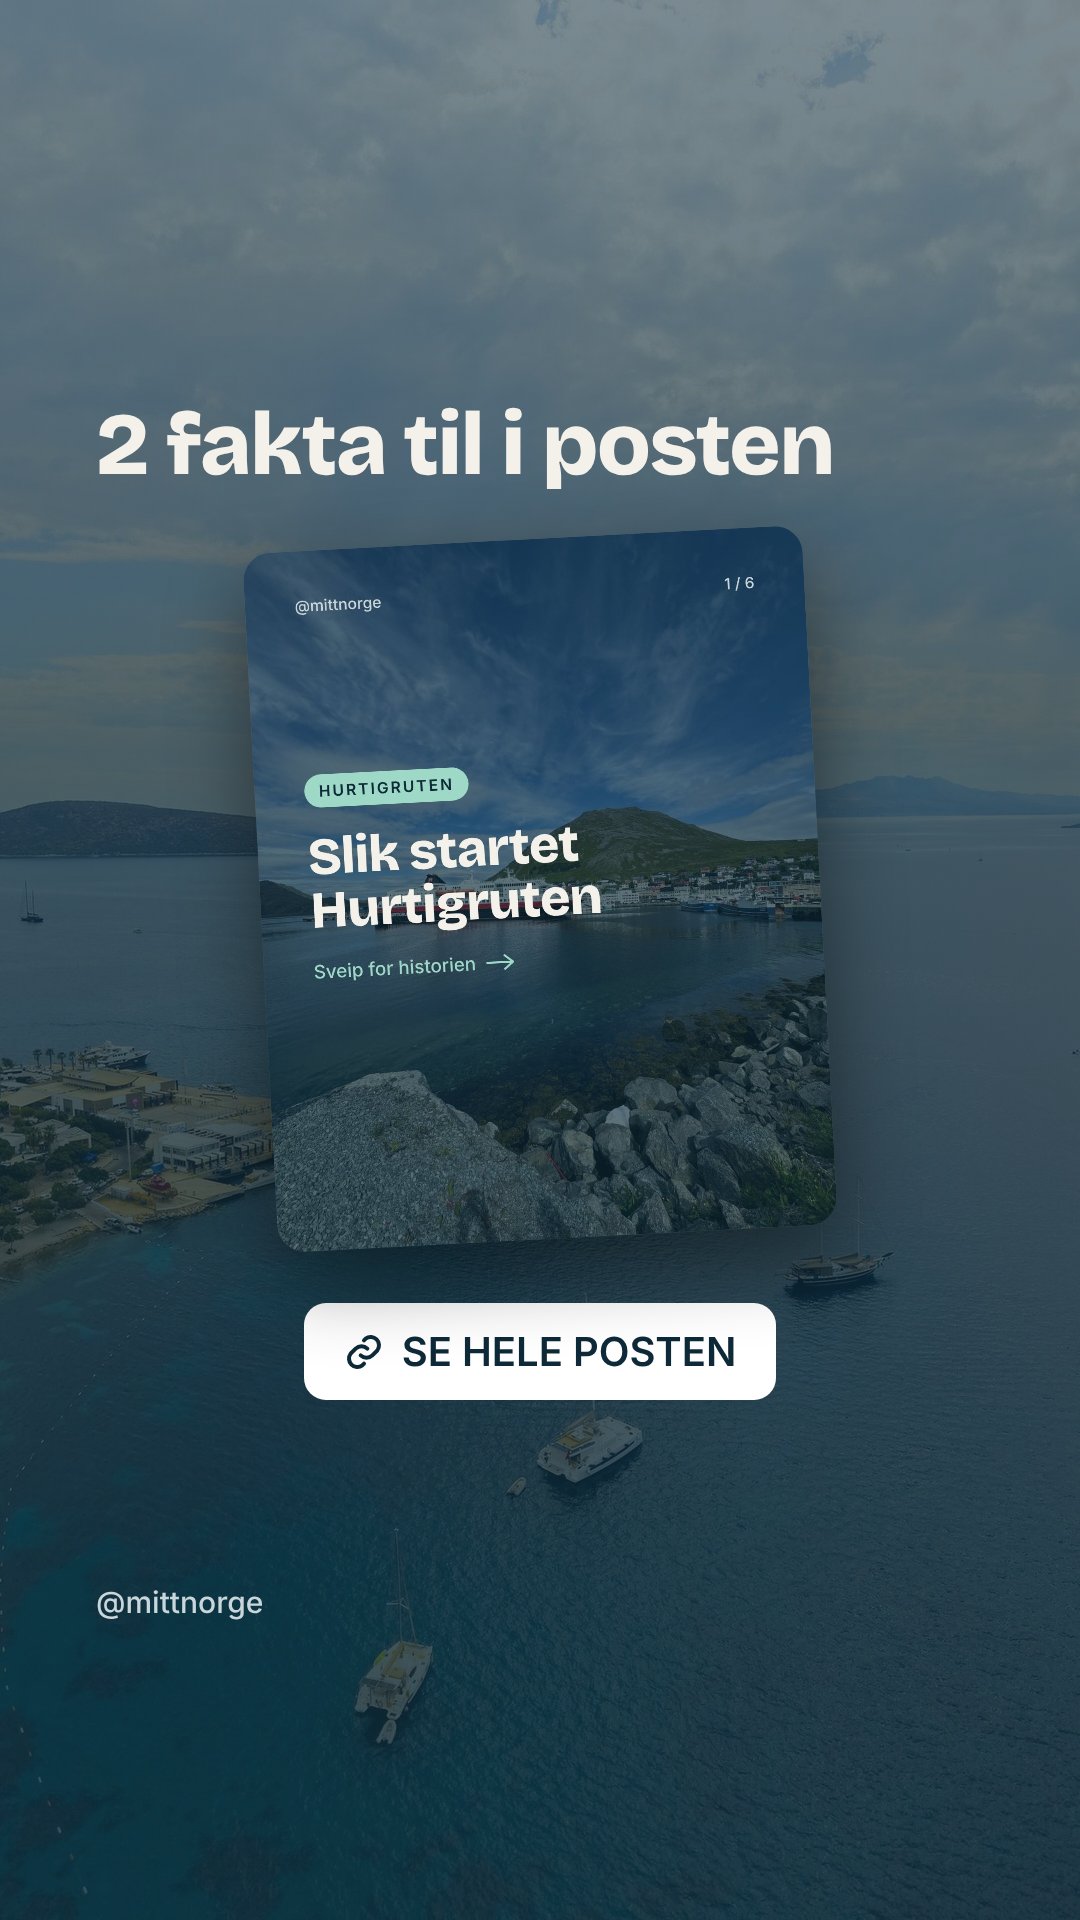 2 fakta til i posten
@mittnorge
1 / 6
HURTIGRUTEN
Slik startet
Hurtigruten
Sveip for historien
SE HELE POSTEN
@mittnorge